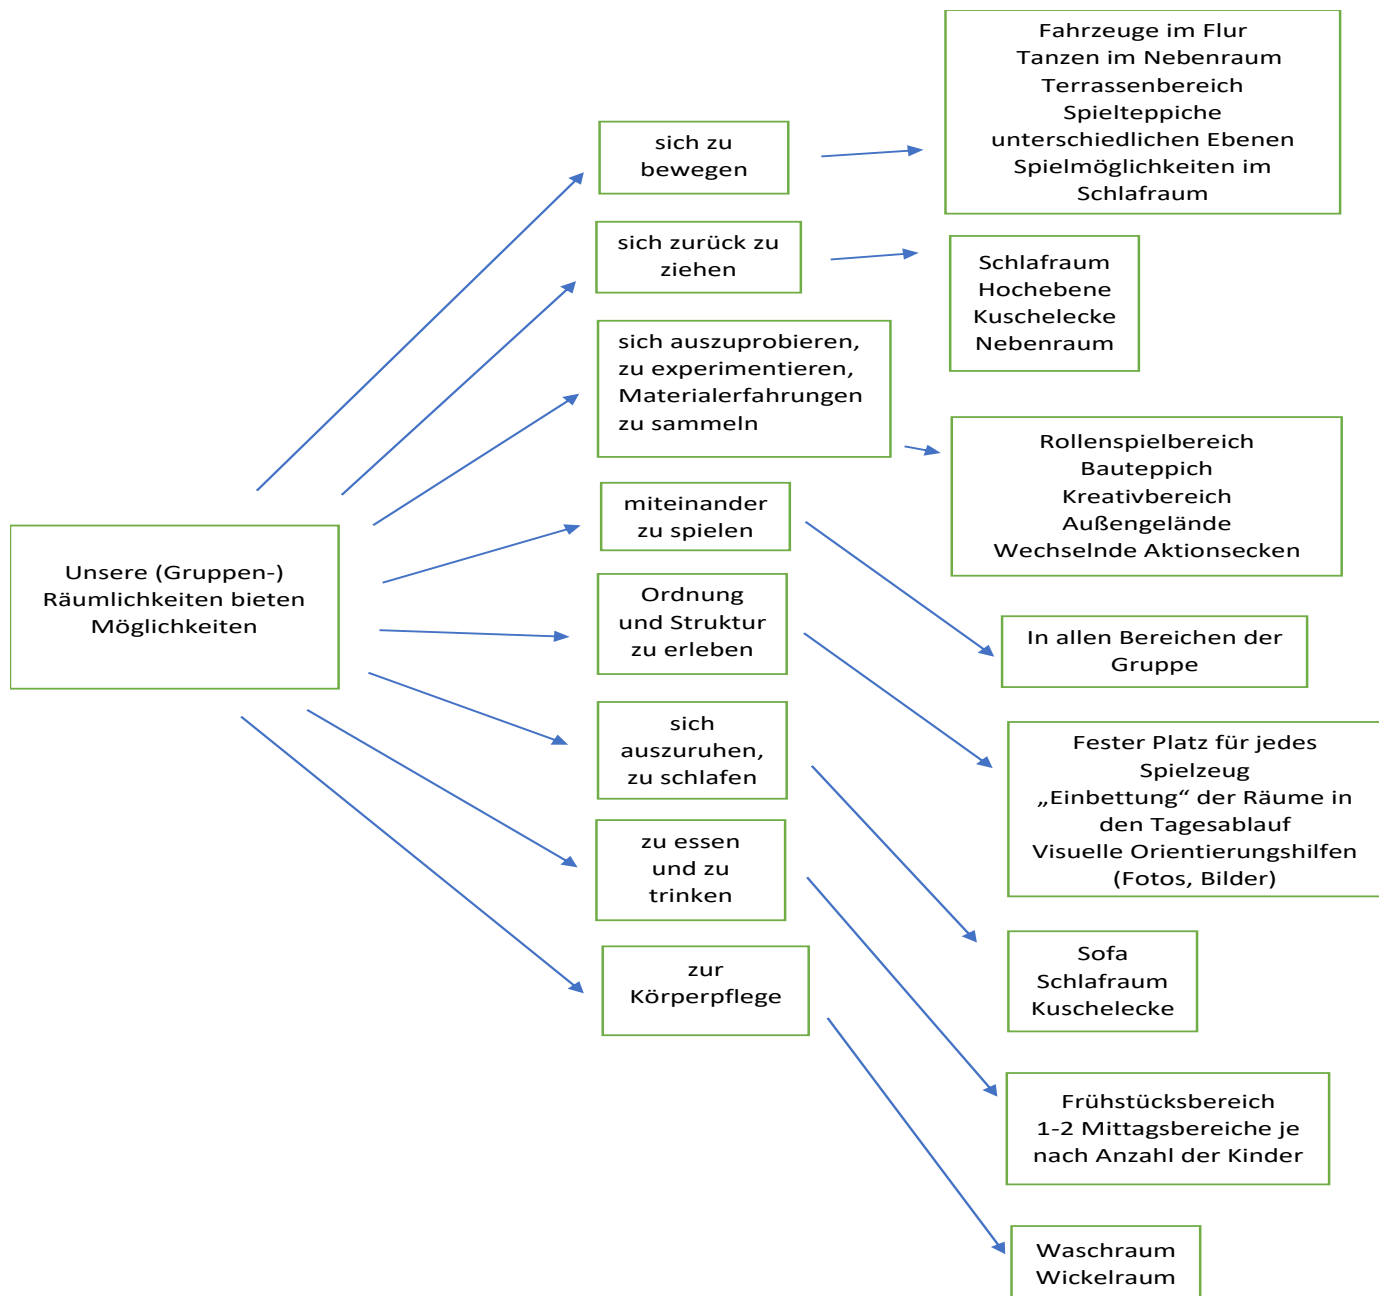 Unsere (Gruppen-)
Räumlichkeiten bieten
Möglichkeiten
sich zu
bewegen
Fahrzeuge im Flur
Tanzen im Nebenraum
Terrassenbereich
Spielteppiche
unterschiedlichen Ebenen
Spielmöglichkeiten im
Schlafraum
sich zurück zu
ziehen
Schlafraum
Hochebene
Kuschelecke
Nebenraum
sich auszuprobieren,
zu experimentieren,
Materialerfahrungen
zu sammeln
Rollenspielbereich
Bauteppich
Kreativbereich
Außengelände
Wechselnde Aktionsecken
miteinander
zu spielen
In allen Bereichen der
Gruppe
Ordnung
und Struktur
zu erleben
Fester Platz für jedes
Spielzeug
„Einbettung“ der Räume in
den Tagesablauf
Visuelle Orientierungshilfen
(Fotos, Bilder)
sich
auszuruhen,
zu schlafen
Sofa
Schlafraum
Kuschelecke
zu essen
und zu
trinken
Frühstücksbereich
1-2 Mittagsbereiche je
nach Anzahl der Kinder
zur
Körperpflege
Waschraum
Wickelraum